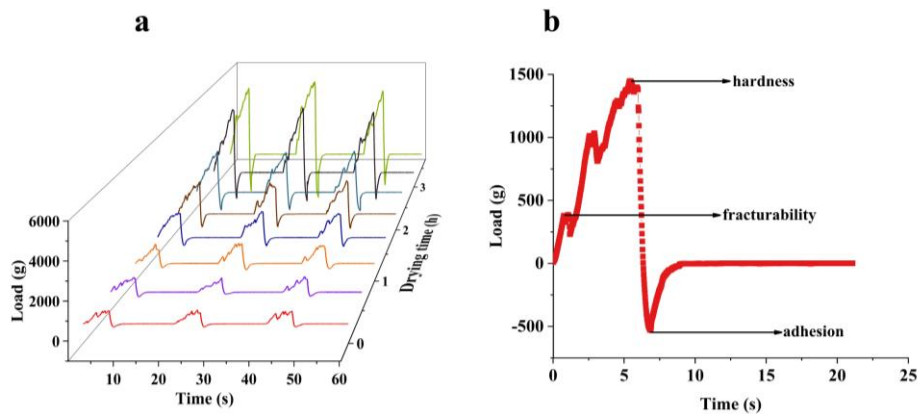 a
6000
4000
2000
0
Load (g)
10
20
30
40
50
60
Time (s)
0
1
2
3
Drying time (h)
b
1500
1000
500
0
-500
Load (g)
hardness
fracturability
adhesion
0
5
10
15
20
25
Time (s)